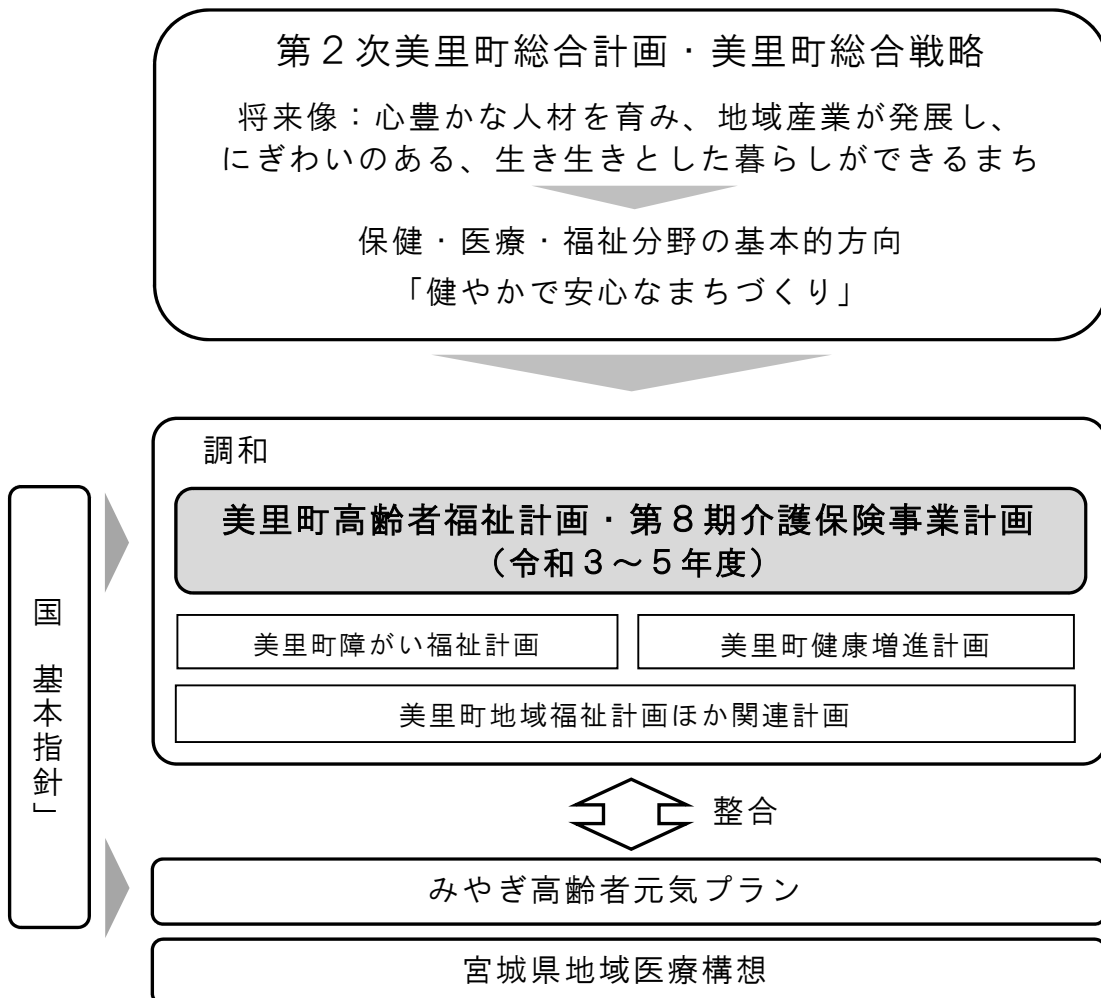 第２次美里町総合計画・美里町総合戦略
将来像：心豊かな人材を育み、地域産業が発展し、
にぎわいのある、生き生きとした暮らしができるまち
保健・医療・福祉分野の基本的方向
「健やかで安心なまちづくり」
調和
美里町高齢者福祉計画・第８期介護保険事業計画
（令和３～５年度）
美里町障がい福祉計画
美里町健康増進計画
美里町地域福祉計画ほか関連計画
国　基本指針」
整合
みやぎ高齢者元気プラン
宮城県地域医療構想